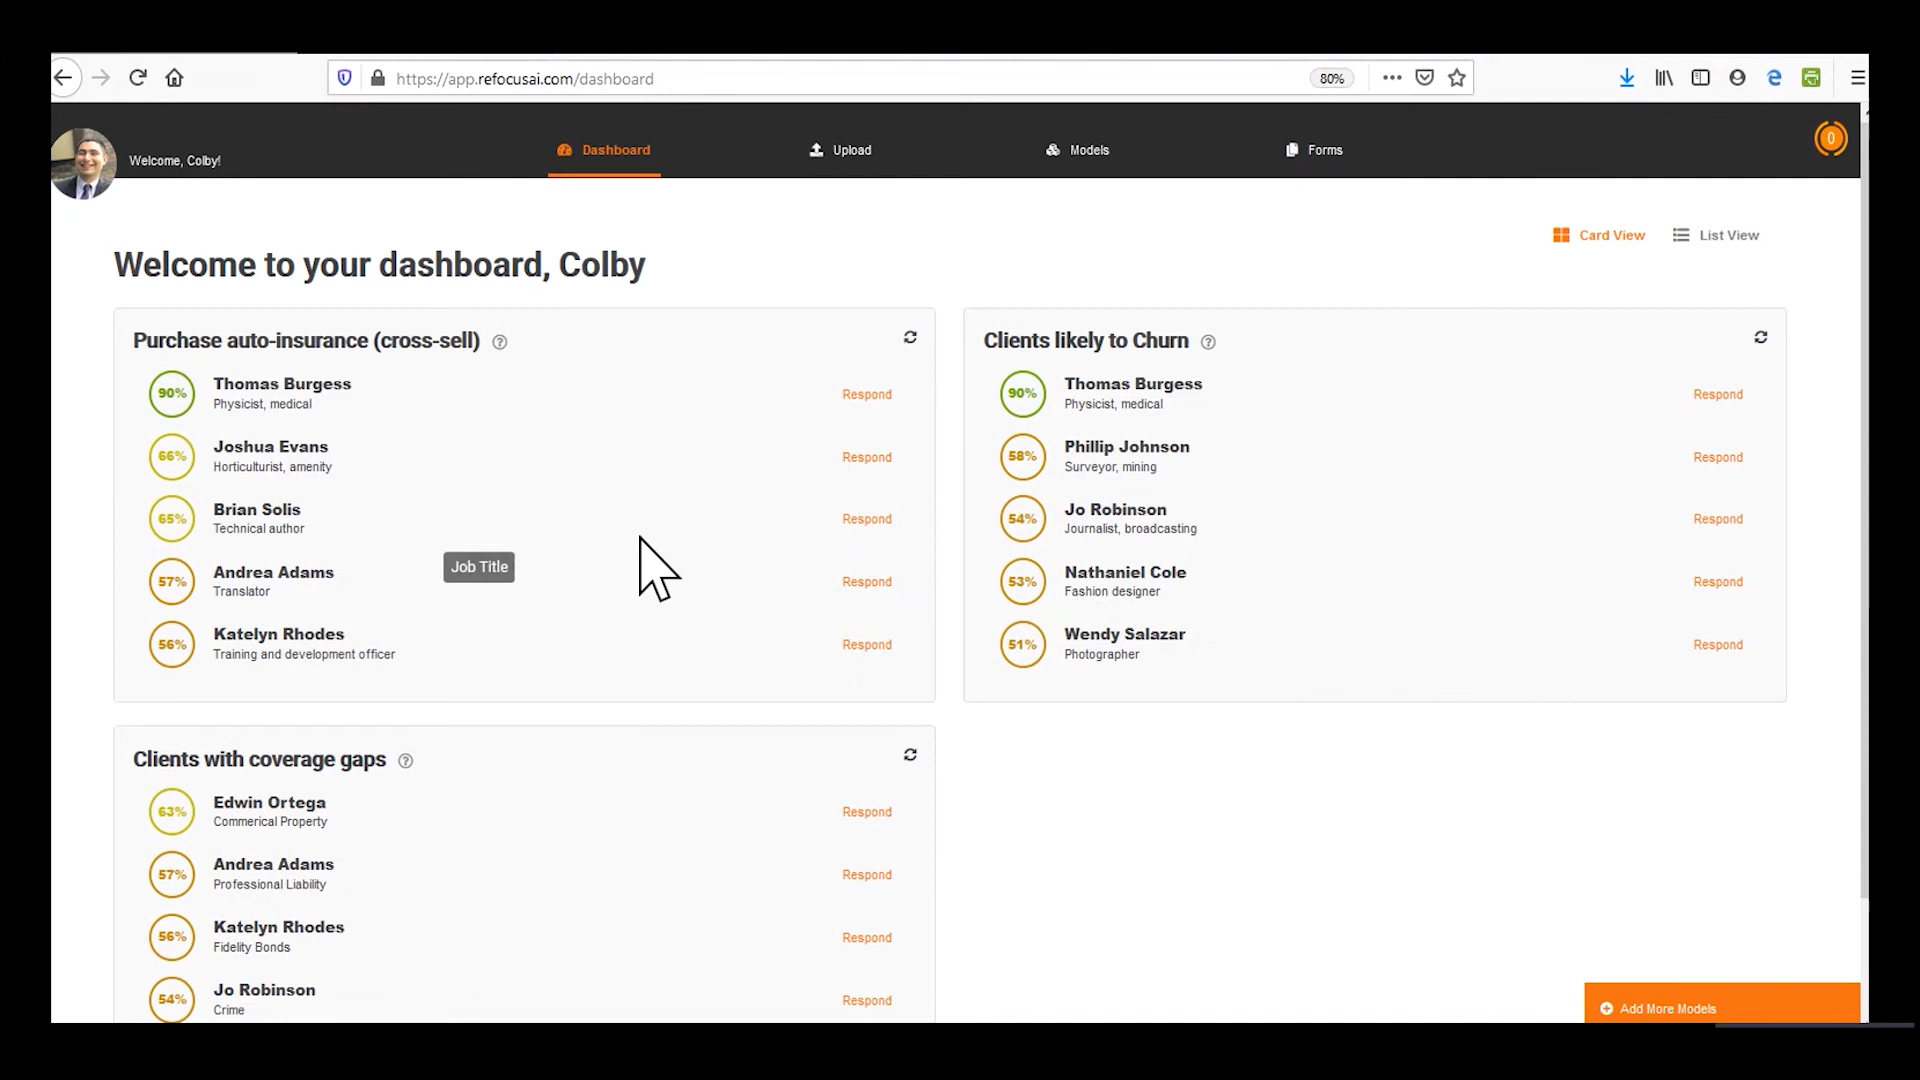 https://app.refocusai.com/dashboard
80%
Welcome, Colby!
Dashboard
Upload
Models
Forms
0
Card View
List View
Welcome to your dashboard, Colby
Purchase auto-insurance (cross-sell)
90%
Thomas Burgess
Physicist, medical
Respond
66%
Joshua Evans
Horticulturist, amenity
Respond
65%
Brian Solis
Technical author
Respond
Job Title
57%
Andrea Adams
Translator
Respond
56%
Katelyn Rhodes
Training and development officer
Respond
Clients likely to Churn
90%
Thomas Burgess
Physicist, medical
Respond
58%
Phillip Johnson
Surveyor, mining
Respond
54%
Jo Robinson
Journalist, broadcasting
Respond
53%
Nathaniel Cole
Fashion designer
Respond
51%
Wendy Salazar
Photographer
Respond
Clients with coverage gaps
63%
Edwin Ortega
Commerical Property
Respond
57%
Andrea Adams
Professional Liability
Respond
56%
Katelyn Rhodes
Fidelity Bonds
Respond
54%
Jo Robinson
Crime
Respond
Add More Models